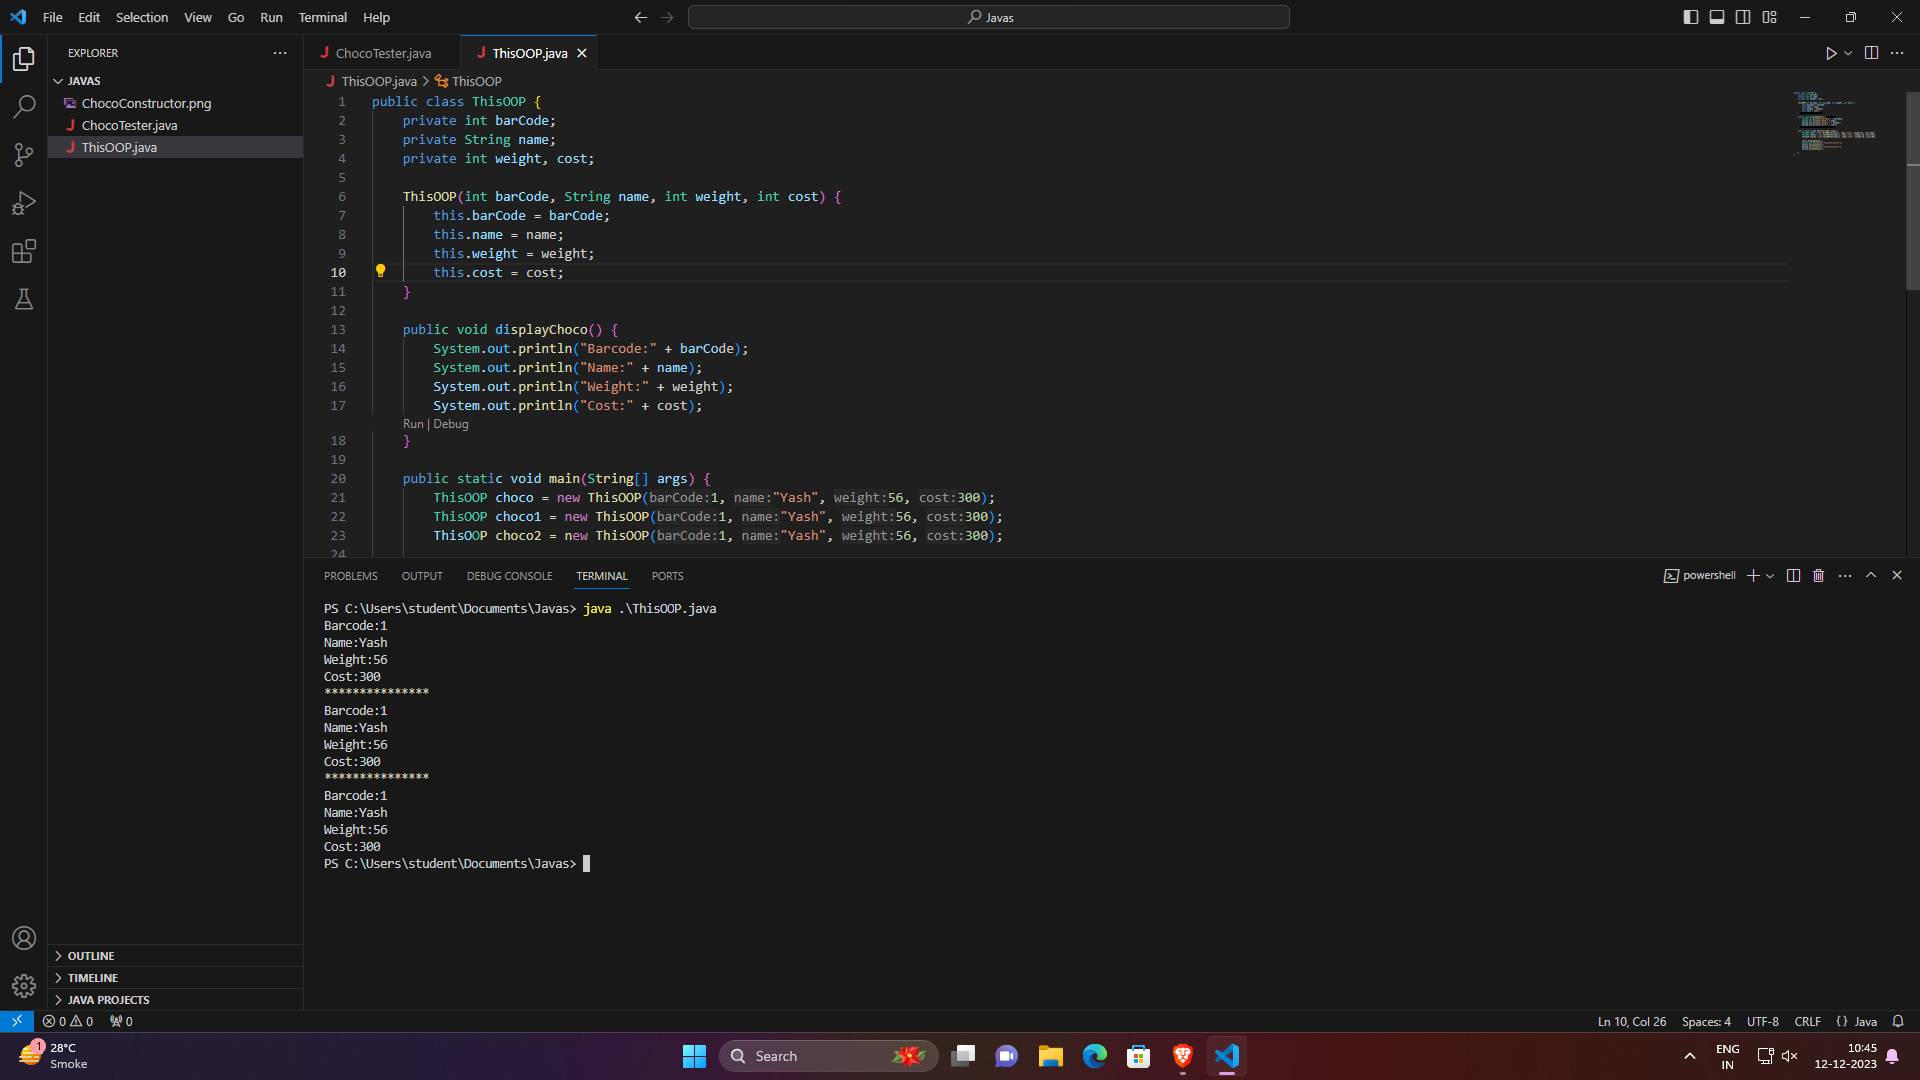 File Edit Selection View Go Run Terminal Help
Javas
EXPLORER
JAVAS
ChocoConstructor.png
ChocoTester.java
ThisOOP.java
OUTLINE
TIMELINE
JAVA PROJECTS
ChocoTester.java ThisOOP.java
ThisOOP.java > ThisOOP
1 public class ThisOOP {
2 private int barCode;
3 private String name;
4 private int weight, cost;
5
6 ThisOOP(int barCode, String name, int weight, int cost) {
7 this.barCode = barCode;
8 this.name = name;
9 this.weight = weight;
10 this.cost = cost;
11 }
12
13 public void displayChoco() {
14 System.out.println("Barcode:" + barCode);
15 System.out.println("Name:" + name);
16 System.out.println("Weight:" + weight);
17 System.out.println("Cost:" + cost);
Run | Debug
18 }
19
20 public static void main(String[] args) {
21 ThisOOP choco = new ThisOOP(barCode:1, name:"Yash", weight:56, cost:300);
22 ThisOOP choco1 = new ThisOOP(barCode:1, name:"Yash", weight:56, cost:300);
23 ThisOOP choco2 = new ThisOOP(barCode:1, name:"Yash", weight:56, cost:300);
24
PROBLEMS OUTPUT DEBUG CONSOLE TERMINAL PORTS
powershell
PS C:\Users\student\Documents\Javas> java .\ThisOOP.java
Barcode:1
Name:Yash
Weight:56
Cost:300
***************
Barcode:1
Name:Yash
Weight:56
Cost:300
***************
Barcode:1
Name:Yash
Weight:56
Cost:300
PS C:\Users\student\Documents\Javas>
0 0 0
Ln 10, Col 26 Spaces: 4 UTF-8 CRLF {} Java
1
28°C
Smoke
Search
ENG
IN
10:45
12-12-2023